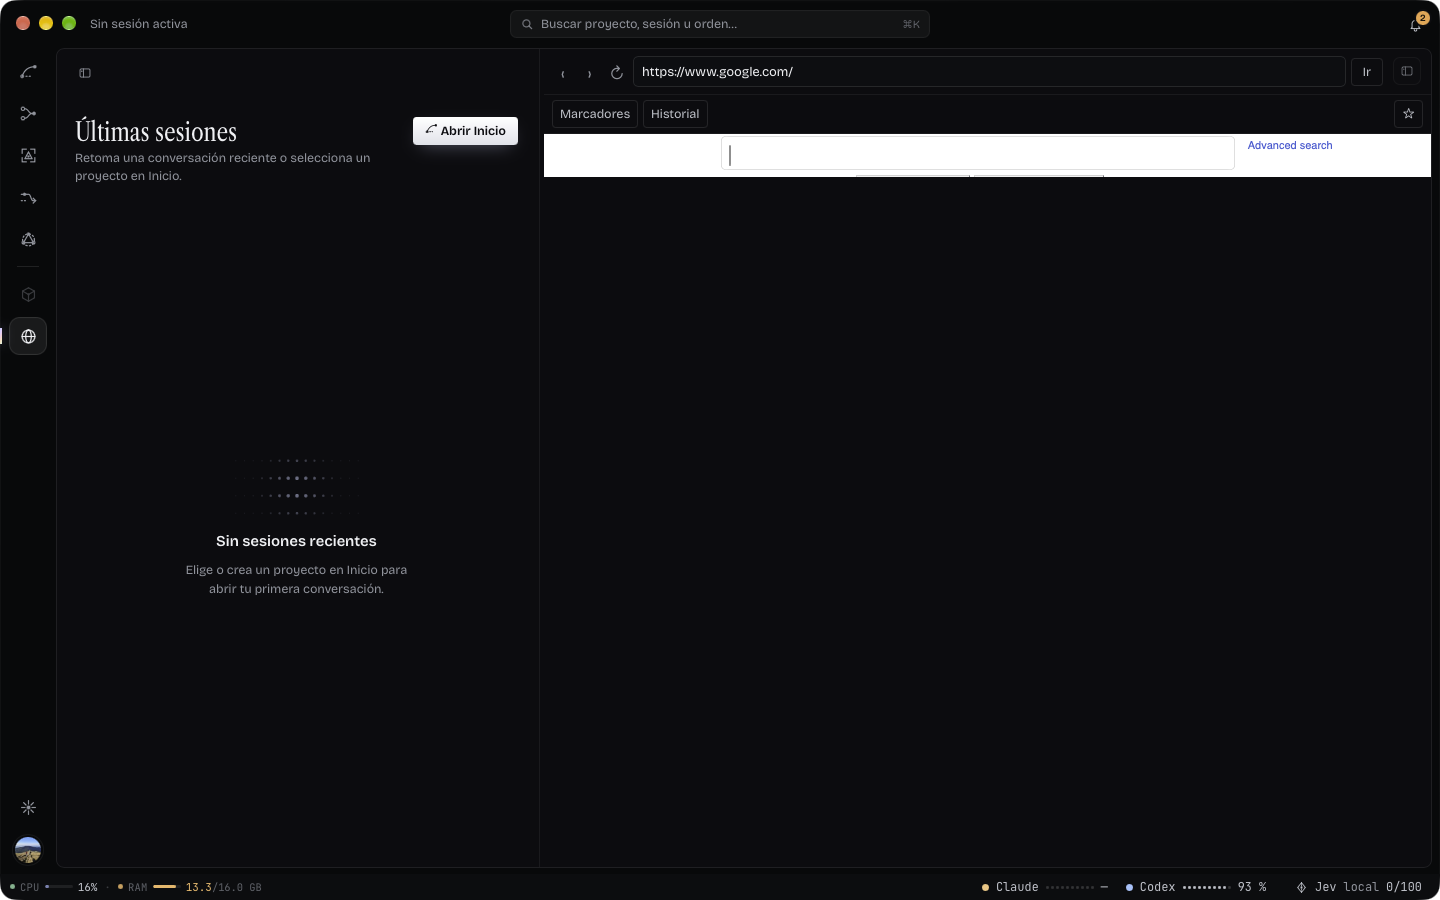 Sin sesión activa
Buscar proyecto, sesión u orden...
⌘K
2
https://www.google.com/
Ir
Marcadores
Historial
Últimas sesiones
Abrir Inicio
Retoma una conversación reciente o selecciona un
proyecto en Inicio.
Advanced search
Sin sesiones recientes
Elige o crea un proyecto en Inicio para
abrir tu primera conversación.
CPU 16% · RAM 13.3/16.0 GB
Claude — Codex 93 % Jev local 0/100